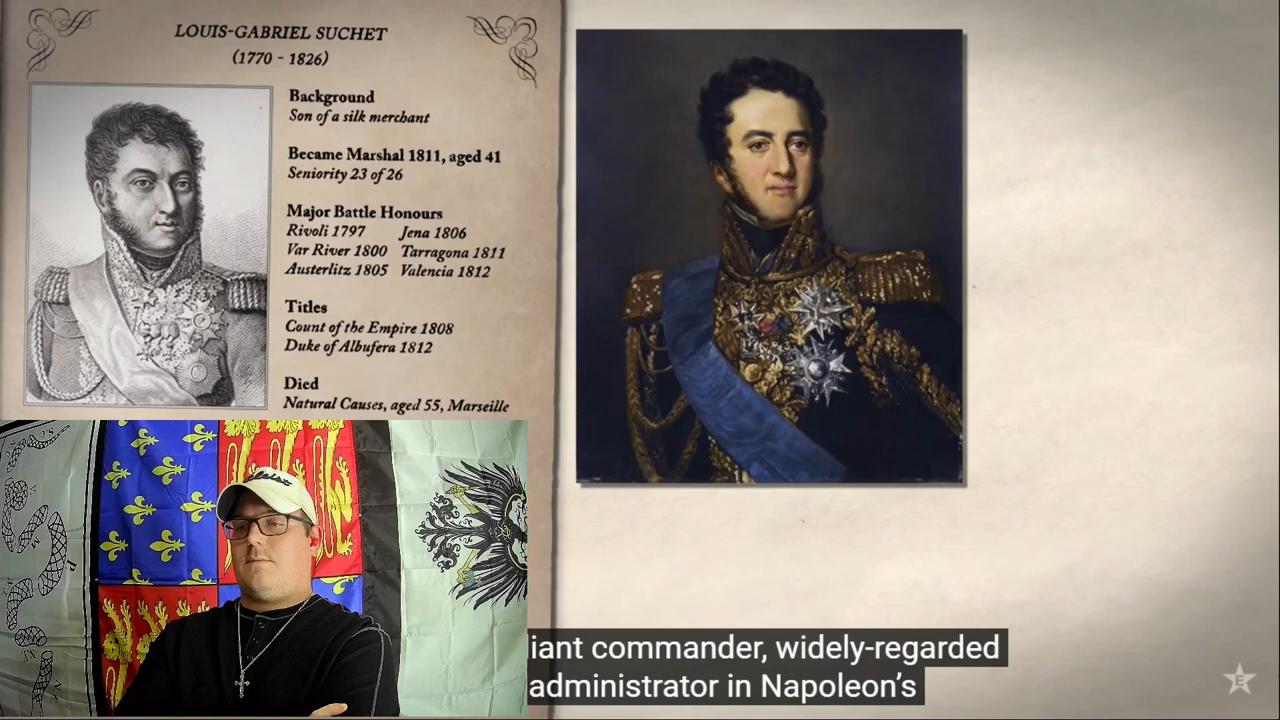 LOUIS-GABRIEL SUCHET
(1770 - 1826)
Background
Son of a silk merchant
Became Marshal 1811, aged 41
Seniority 23 of 26
Major Battle Honours
Rivoli 1797 Jena 1806
Var River 1800 Tarragona 1811
Austerlitz 1805 Valencia 1812
Titles
Count of the Empire 1808
Duke of Albufera 1812
Died
Natural Causes, aged 55, Marseille
Titleist
iant commander, widely-regarded
administrator in Napoleon's
E